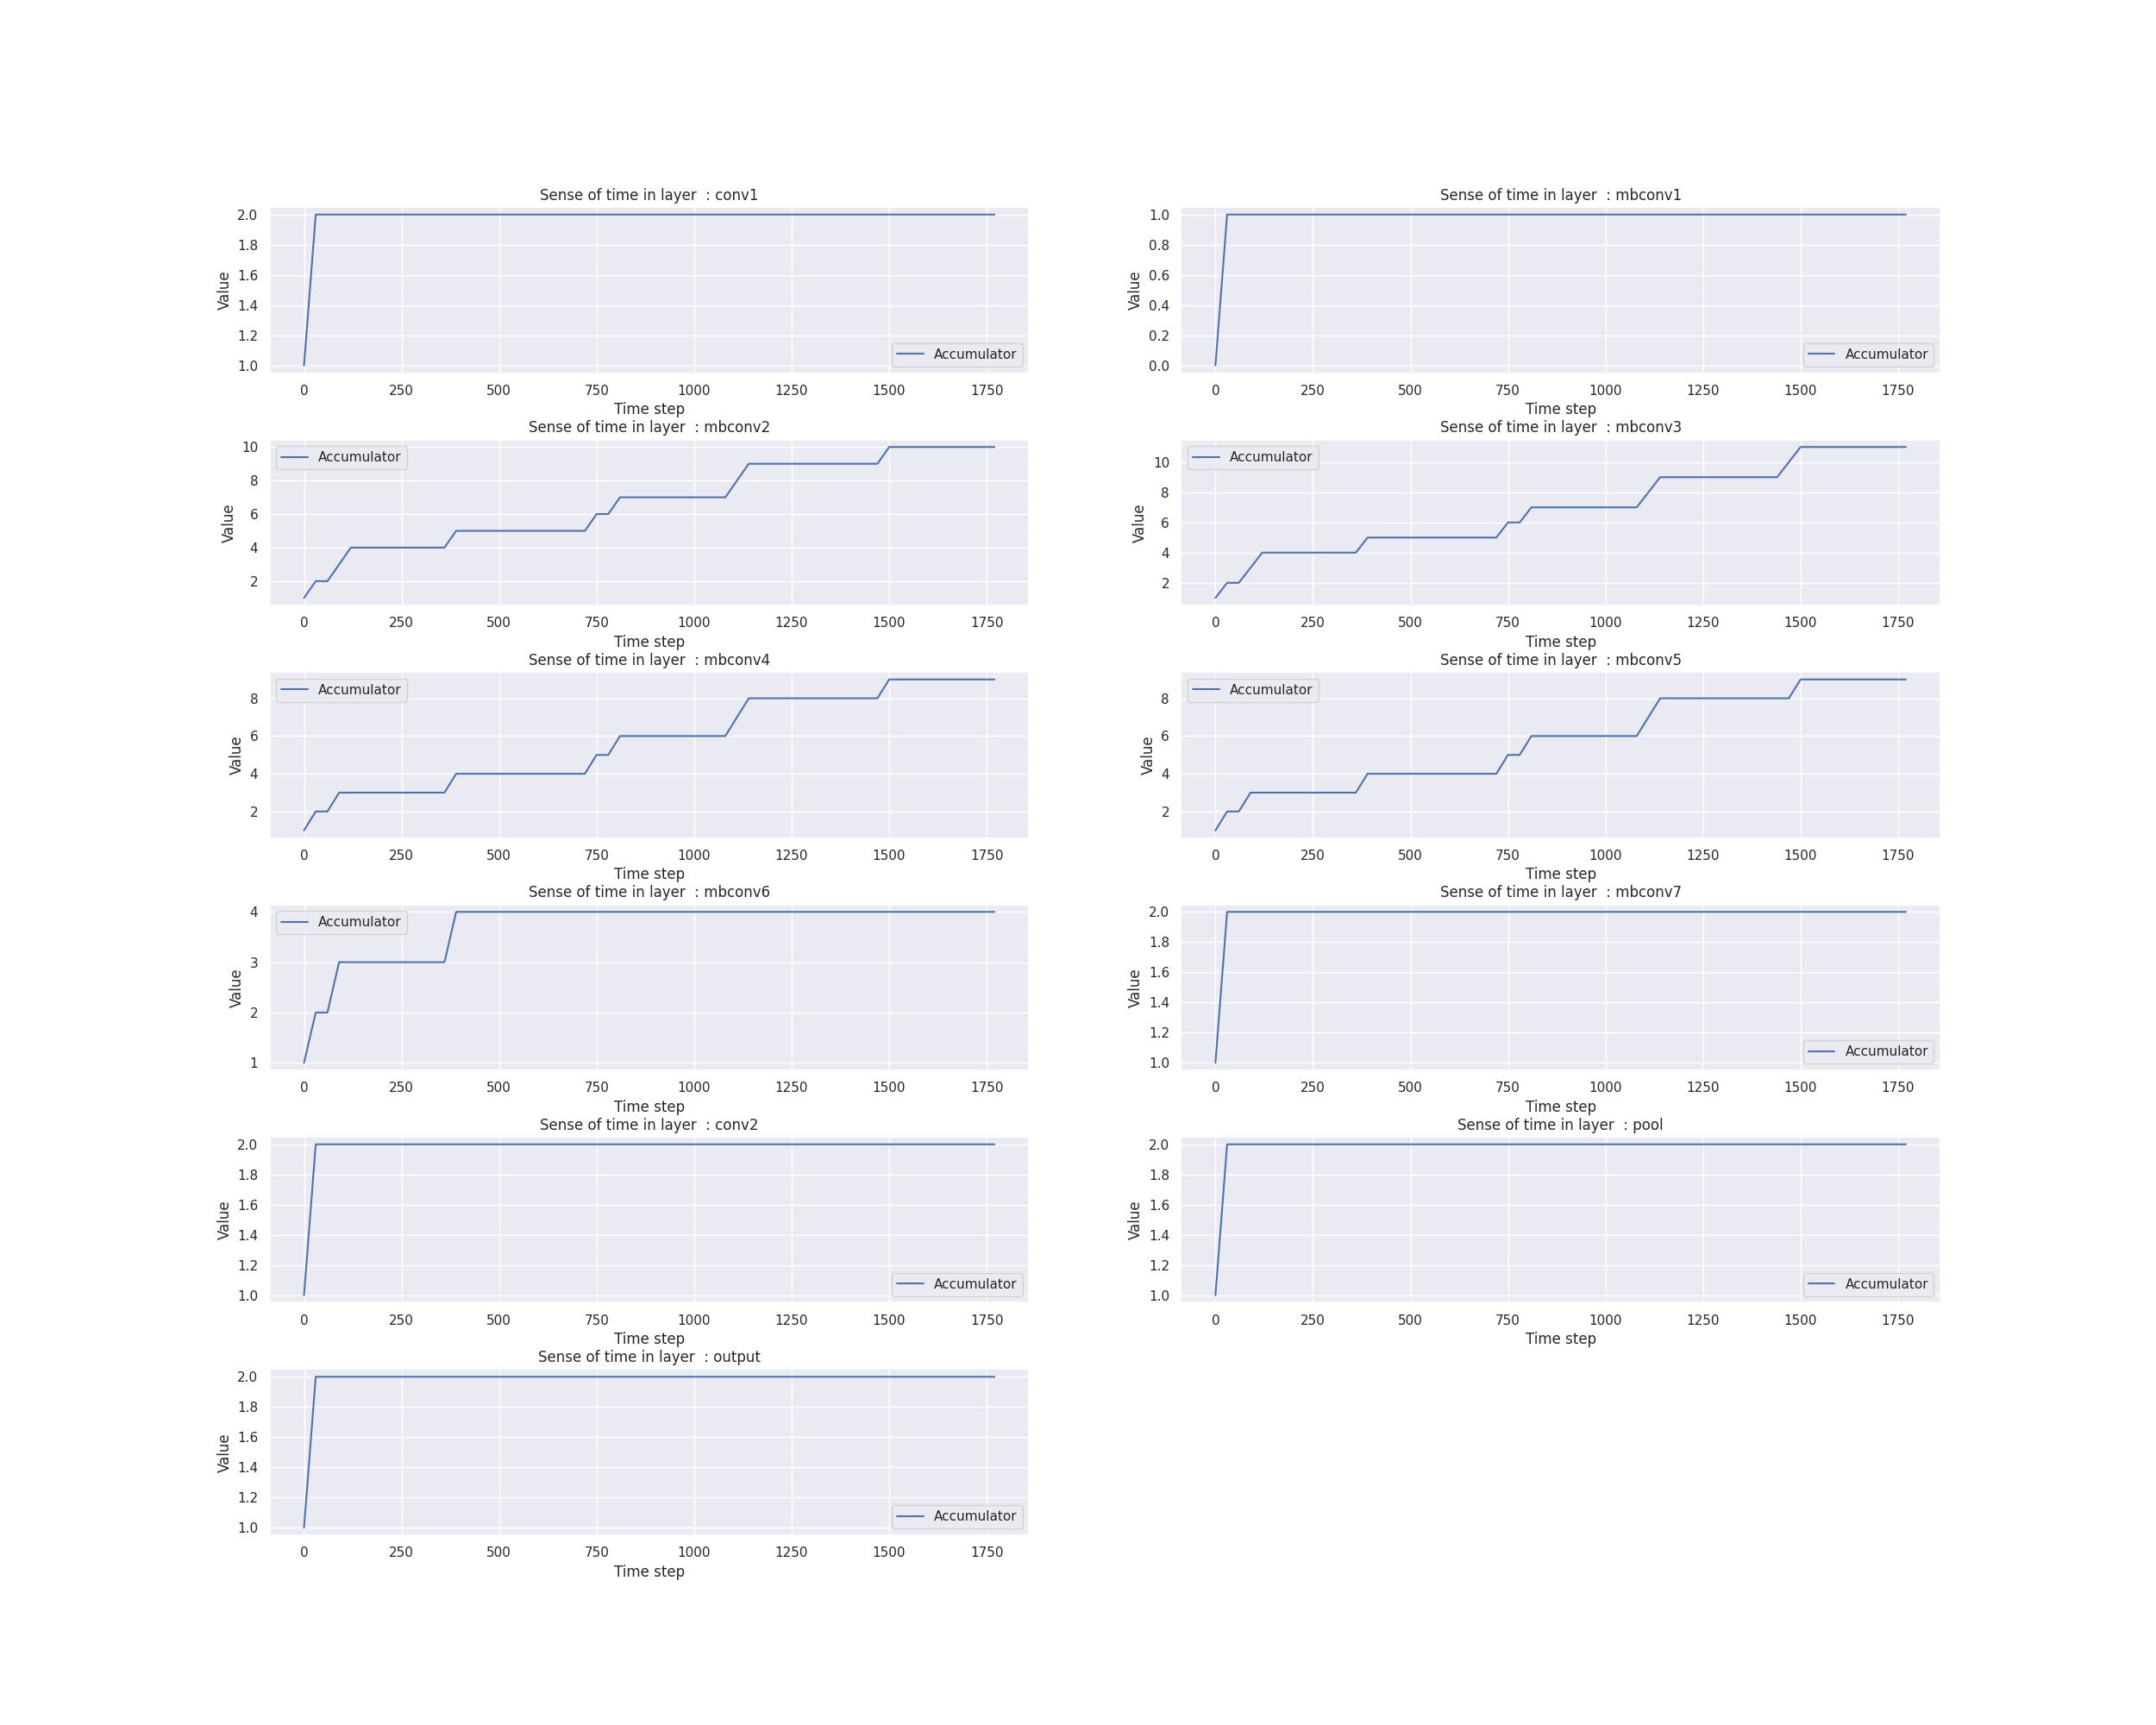 Sense of time in layer  : conv1
Value
2.0
1.8
1.6
1.4
1.2
1.0
Accumulator
0 250 500 750 1000 1250 1500 1750
Time step
Sense of time in layer  : mbconv1
Value
1.0
0.8
0.6
0.4
0.2
0.0
Accumulator
0 250 500 750 1000 1250 1500 1750
Time step
Sense of time in layer  : mbconv2
Value
10
8
6
4
2
Accumulator
0 250 500 750 1000 1250 1500 1750
Time step
Sense of time in layer  : mbconv3
Value
10
8
6
4
2
Accumulator
0 250 500 750 1000 1250 1500 1750
Time step
Sense of time in layer  : mbconv4
Value
8
6
4
2
Accumulator
0 250 500 750 1000 1250 1500 1750
Time step
Sense of time in layer  : mbconv5
Value
8
6
4
2
Accumulator
0 250 500 750 1000 1250 1500 1750
Time step
Sense of time in layer  : mbconv6
Value
4
3
2
1
Accumulator
0 250 500 750 1000 1250 1500 1750
Time step
Sense of time in layer  : mbconv7
Value
2.0
1.8
1.6
1.4
1.2
1.0
Accumulator
0 250 500 750 1000 1250 1500 1750
Time step
Sense of time in layer  : conv2
Value
2.0
1.8
1.6
1.4
1.2
1.0
Accumulator
0 250 500 750 1000 1250 1500 1750
Time step
Sense of time in layer  : pool
Value
2.0
1.8
1.6
1.4
1.2
1.0
Accumulator
0 250 500 750 1000 1250 1500 1750
Time step
Sense of time in layer  : output
Value
2.0
1.8
1.6
1.4
1.2
1.0
Accumulator
0 250 500 750 1000 1250 1500 1750
Time step